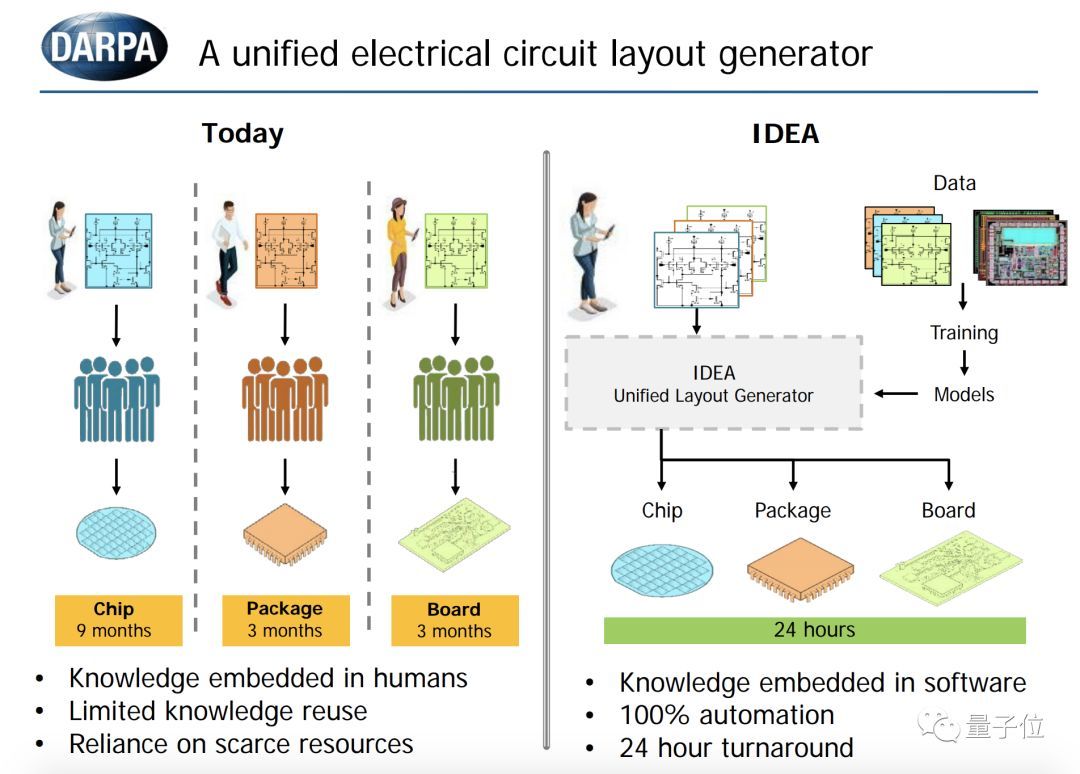 DARPA
A unified electrical circuit layout generator
Today
Chip
9 months
Package
3 months
Board
3 months
• Knowledge embedded in humans
• Limited knowledge reuse
• Reliance on scarce resources
IDEA
Data
Training
Models
IDEA
Unified Layout Generator
Chip
Package
Board
24 hours
• Knowledge embedded in software
• 100% automation
• 24 hour turnaround
量子位